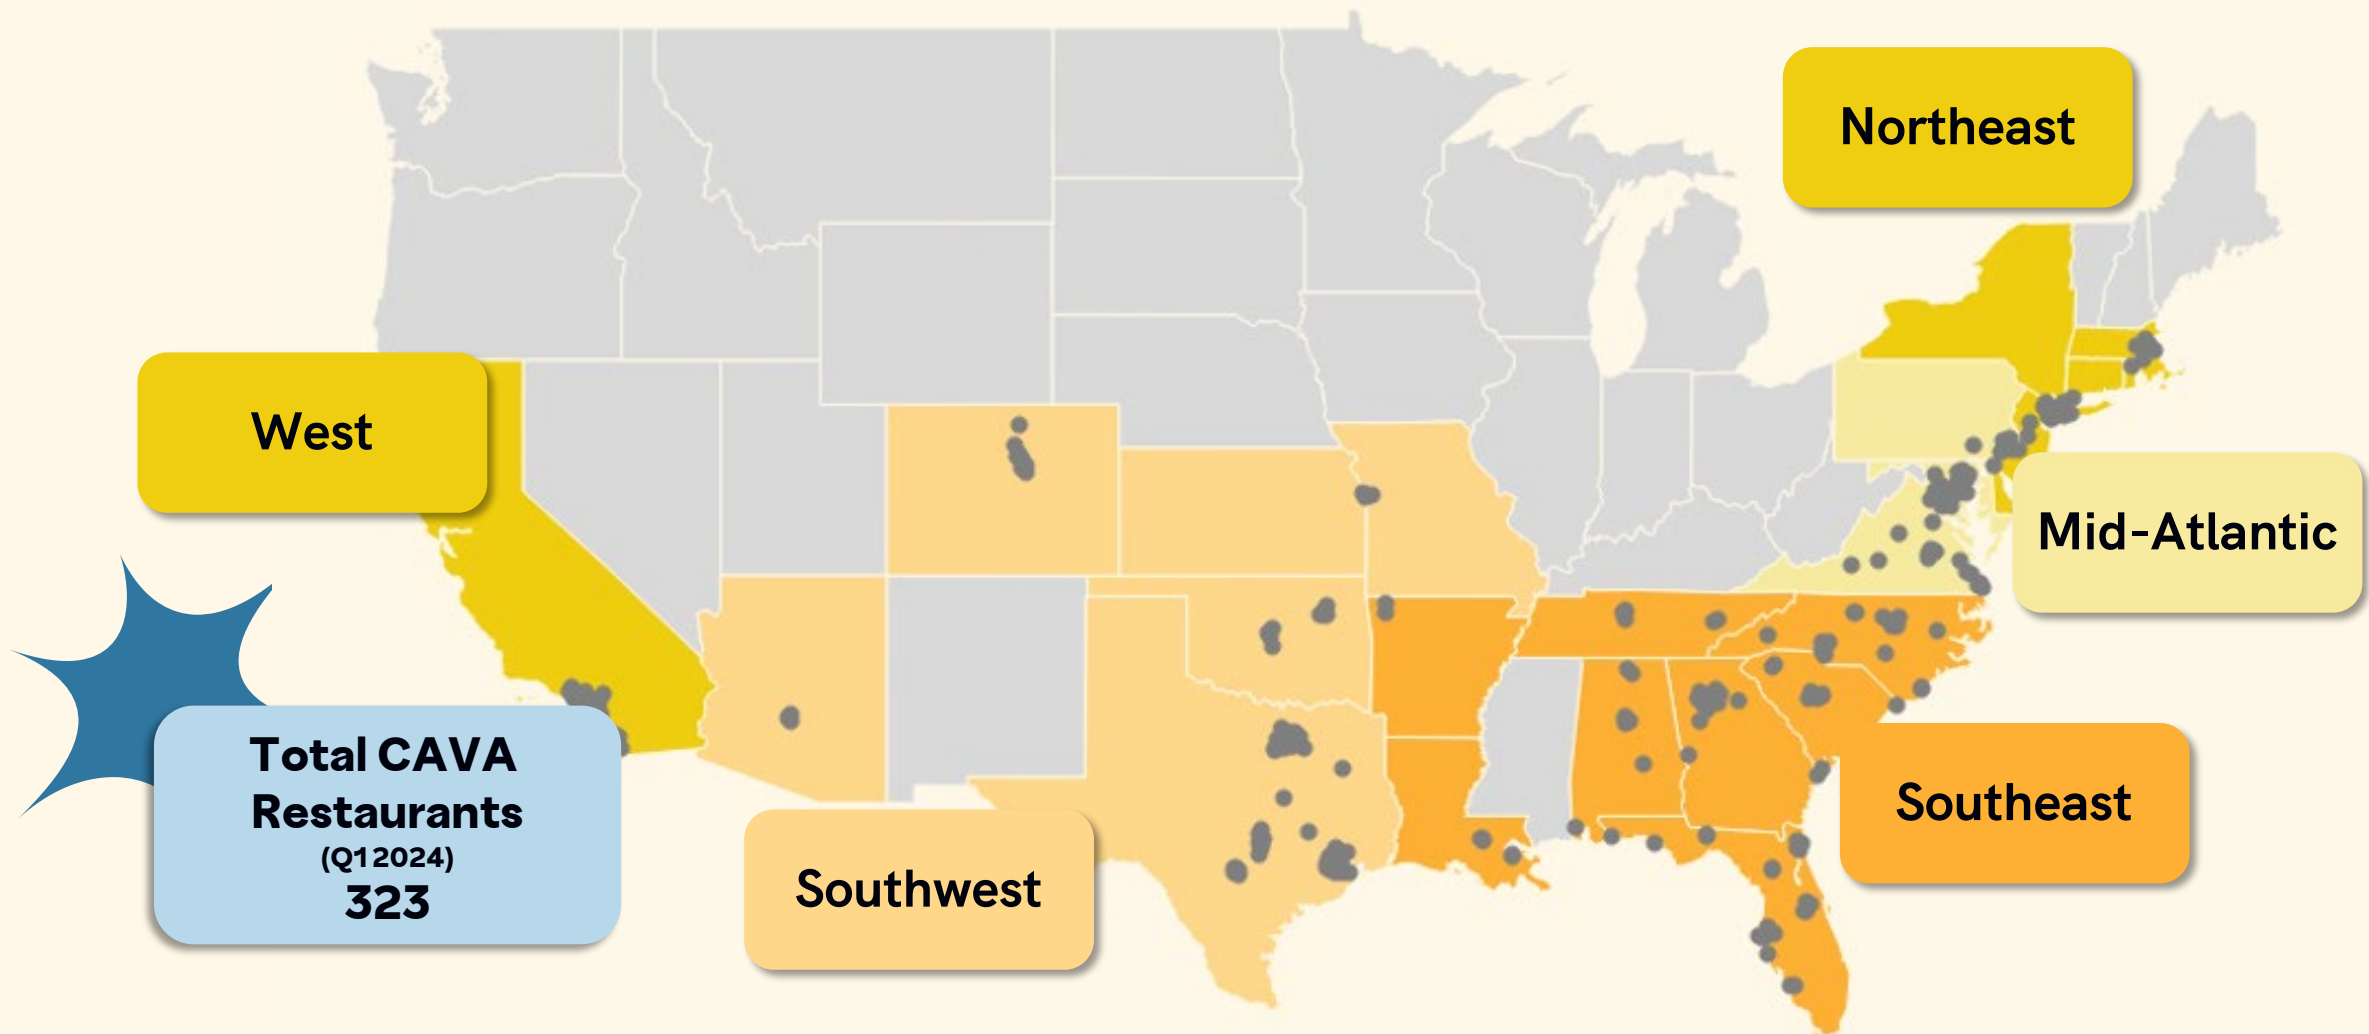 Northeast
West
Mid-Atlantic
Total CAVA
Restaurants
(Q1 2024)
323
Southwest
Southeast